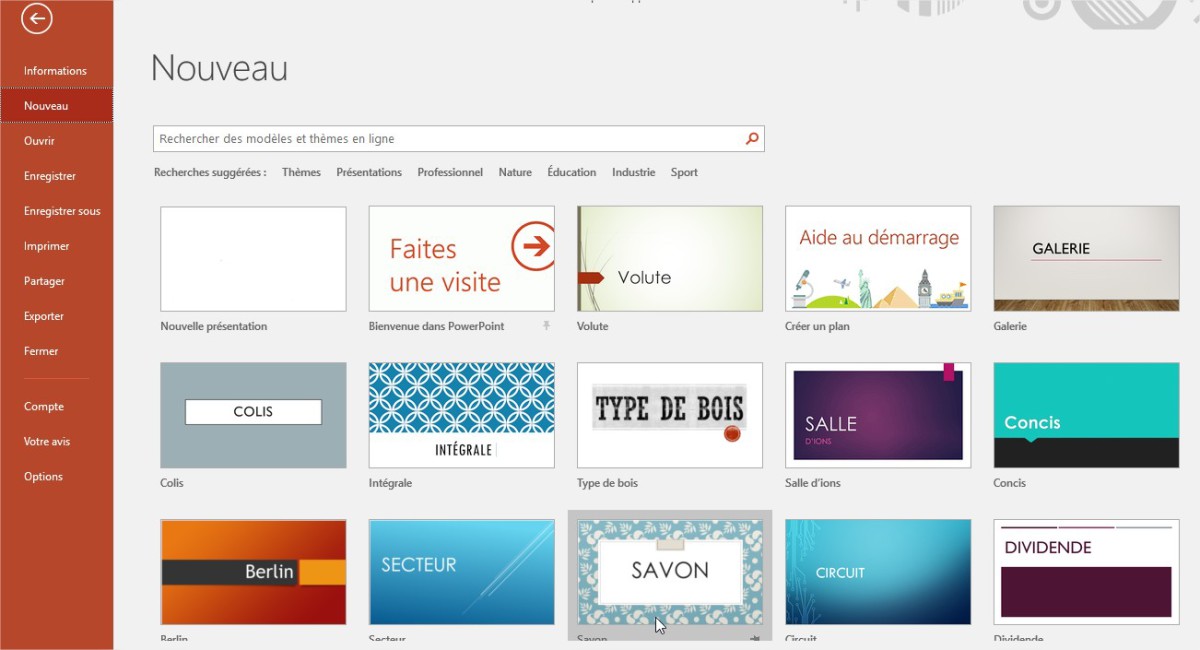 Nouveau
Informations
Nouveau
Ouvrir
Enregistrer
Enregistrer sous
Imprimer
Partager
Exporter
Fermer
Compte
Votre avis
Options
Rechercher des modèles et thèmes en ligne
Recherches suggérées : Thèmes Présentations Professionnel Nature Éducation Industrie Sport
Nouvelle présentation
Faites
une visite
Bienvenue dans PowerPoint
Volute
Volute
Aide au démarrage
Créer un plan
GALERIE
Galerie
COLIS
Colis
INTÉGRALE
Intégrale
TYPE DE BOIS
Type de bois
SALLE
D'IONS
Salle d'ions
Concis
Concis
Berlin
Berlin
SECTEUR
Secteur
SAVON
Savon
CIRCUIT
Circuit
DIVIDENDE
Dividende